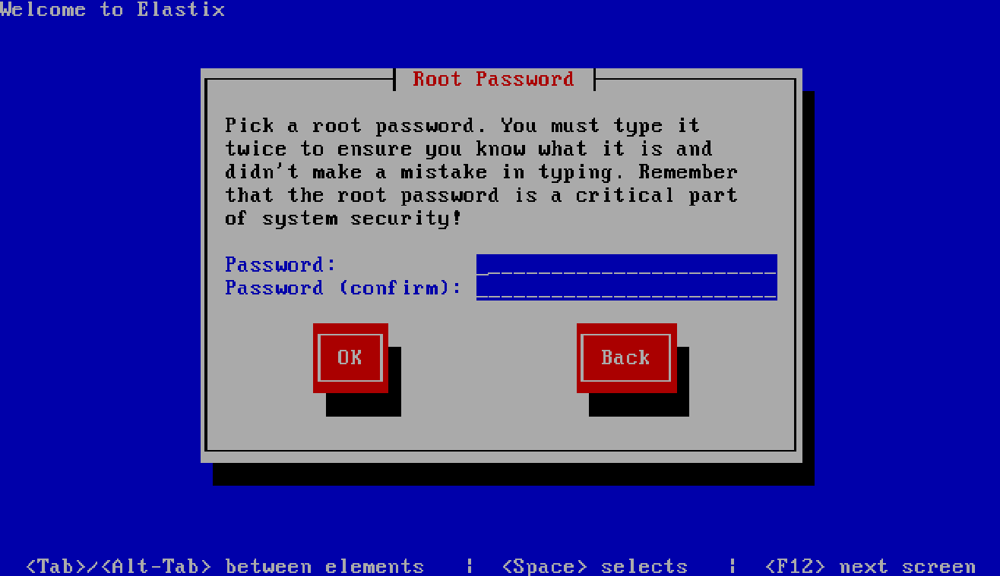 Welcome to Elastix
Root Password
Pick a root password. You must type it
twice to ensure you know what it is and
didn't make a mistake in typing. Remember
that the root password is a critical part
of system security!
Password: ________________________
Password (confirm): ________________________
OK Back
<Tab>/<Alt-Tab> between elements | <Space> selects | <F12> next screen